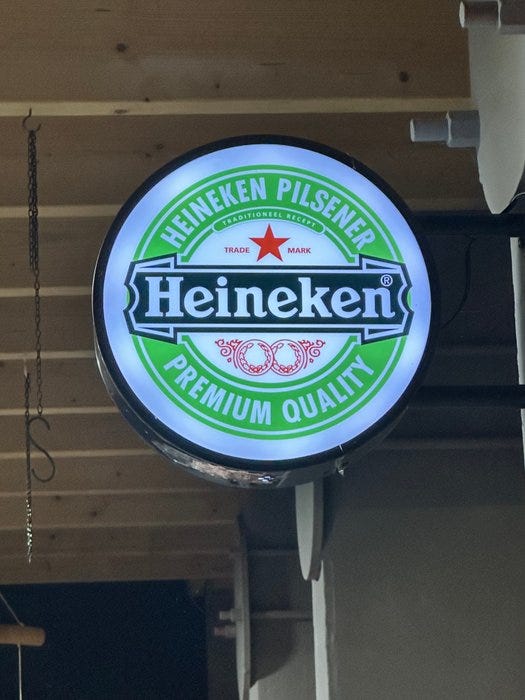 HEINEKEN PILSENER
TRADITIONEEL RECEPT
TRADE MARK
Heineken®
PREMIUM QUALITY